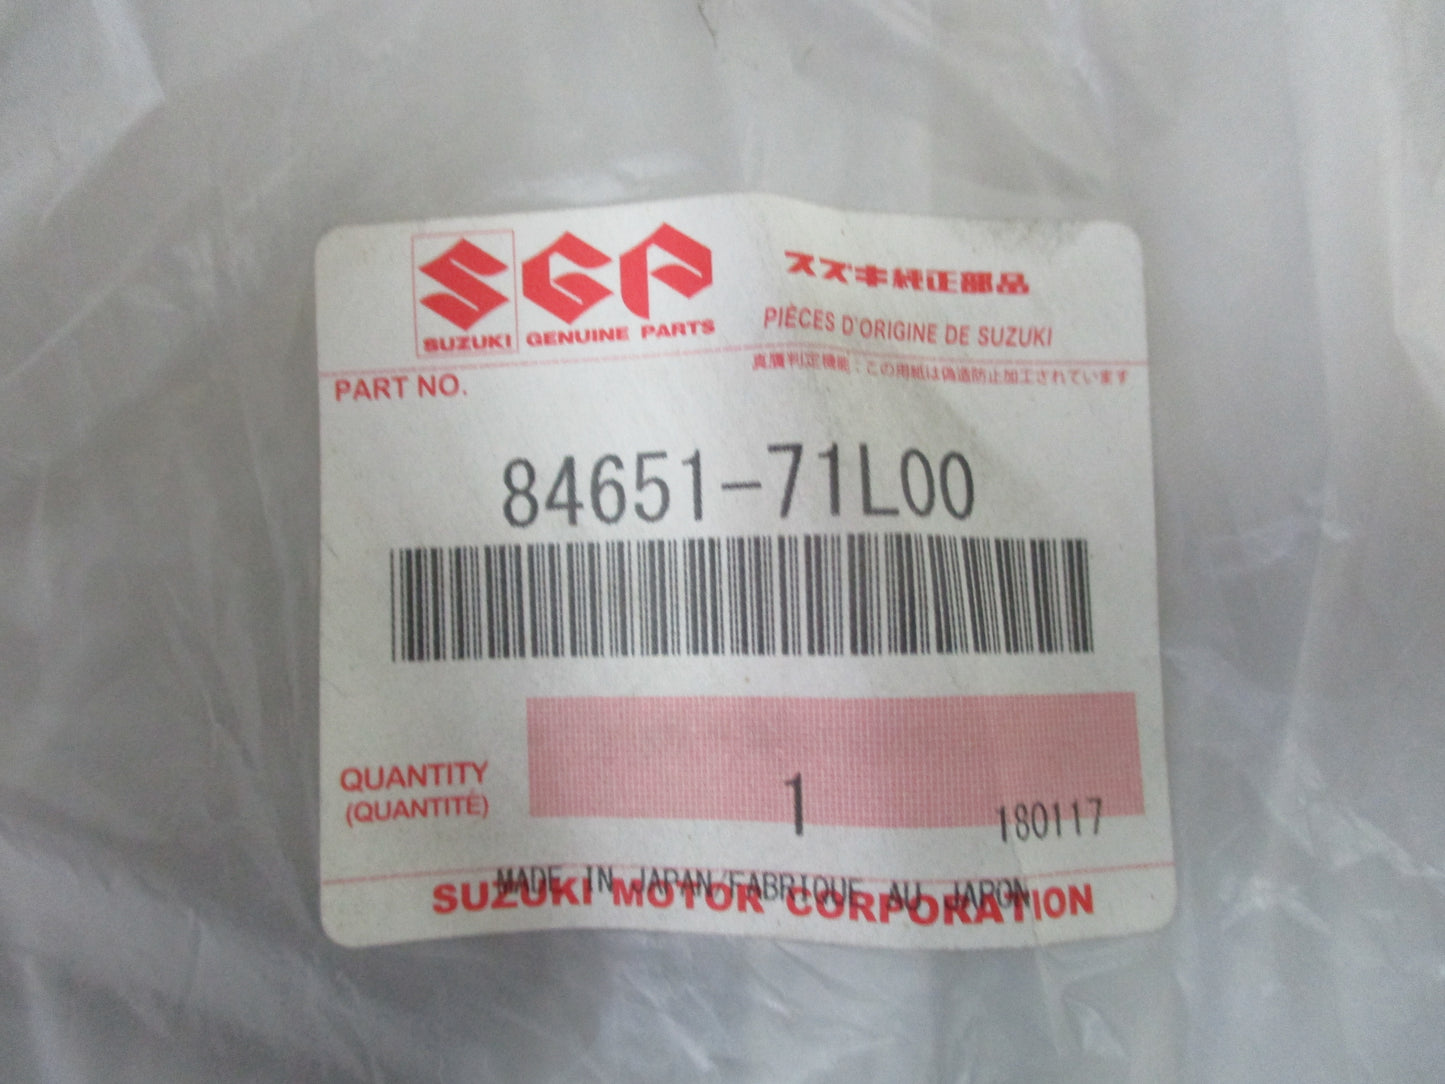 SGP
SUZUKI GENUINE PARTS
スズキ純正部品
PIÈCES D'ORIGINE DE SUZUKI
真贋判定機能：この用紙は偽造防止加工されています
PART NO.
84651-71L00
QUANTITY
(QUANTITÉ)
1
180117
MADE IN JAPAN/FABRIQUE AU JAPON
SUZUKI MOTOR CORPORATION